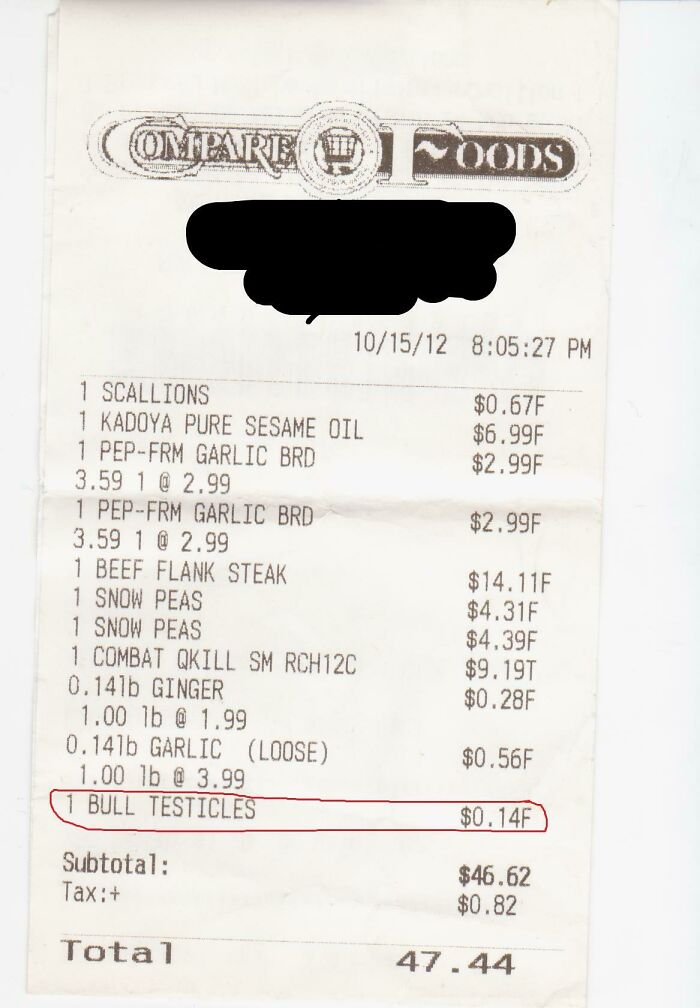 COMPARE FOODS
10/15/12 8:05:27 PM
1 SCALLIONS $0.67F
1 KADOYA PURE SESAME OIL $6.99F
1 PEP-FRM GARLIC BRD $2.99F
3.59 1 @ 2.99
1 PEP-FRM GARLIC BRD $2.99F
3.59 1 @ 2.99
1 BEEF FLANK STEAK $14.11F
1 SNOW PEAS $4.31F
1 SNOW PEAS $4.39F
1 COMBAT QKILL SM RCH12C $9.19T
0.14lb GINGER $0.28F
1.00 lb @ 1.99
0.14lb GARLIC (LOOSE) $0.56F
1.00 lb @ 3.99
1 BULL TESTICLES $0.14F
Subtotal: $46.62
Tax:+ $0.82
Total 47.44